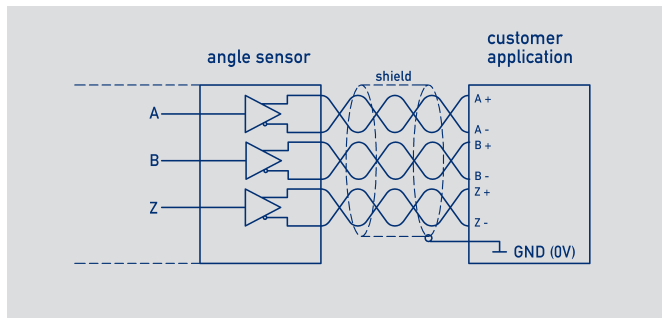 angle sensor
customer
application
shield
A
B
Z
A +
A -
B +
B -
Z +
Z -
GND (0V)